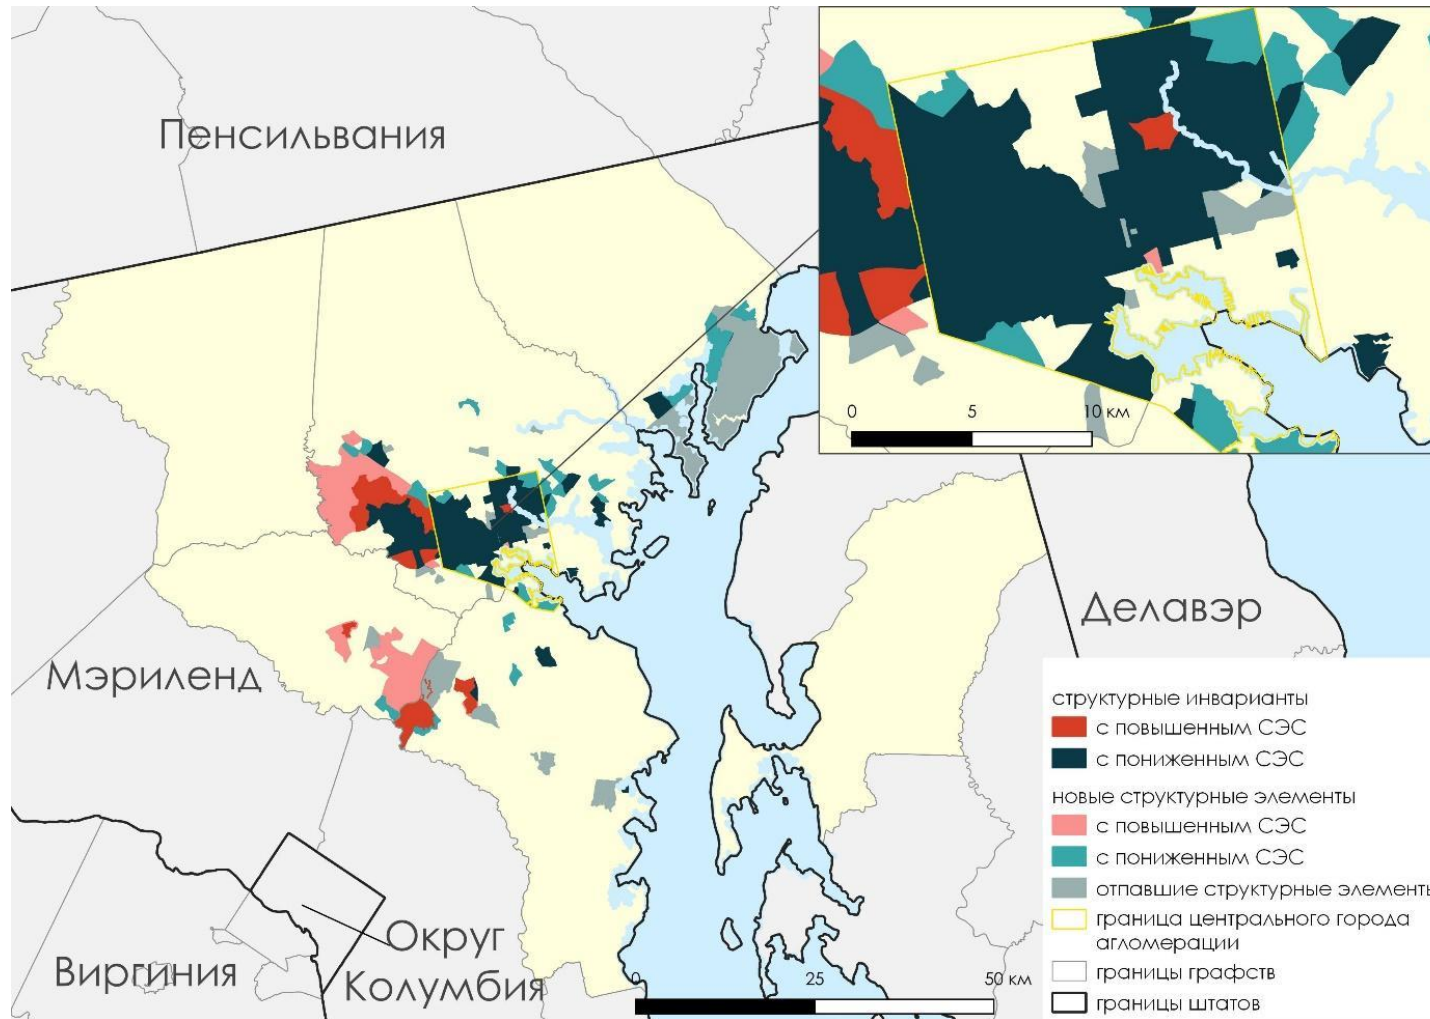 Пенсильвания
0
5
10 км
Делавэр
Мэриленд
Виргиния
Округ
Колумбия
0
25
50 км
структурные инварианты
с повышенным СЭС
с пониженным СЭС
новые структурные элементы
с повышенным СЭС
с пониженным СЭС
отпавшие структурные элементы
граница центрального города
агломерации
границы графств
границы штатов